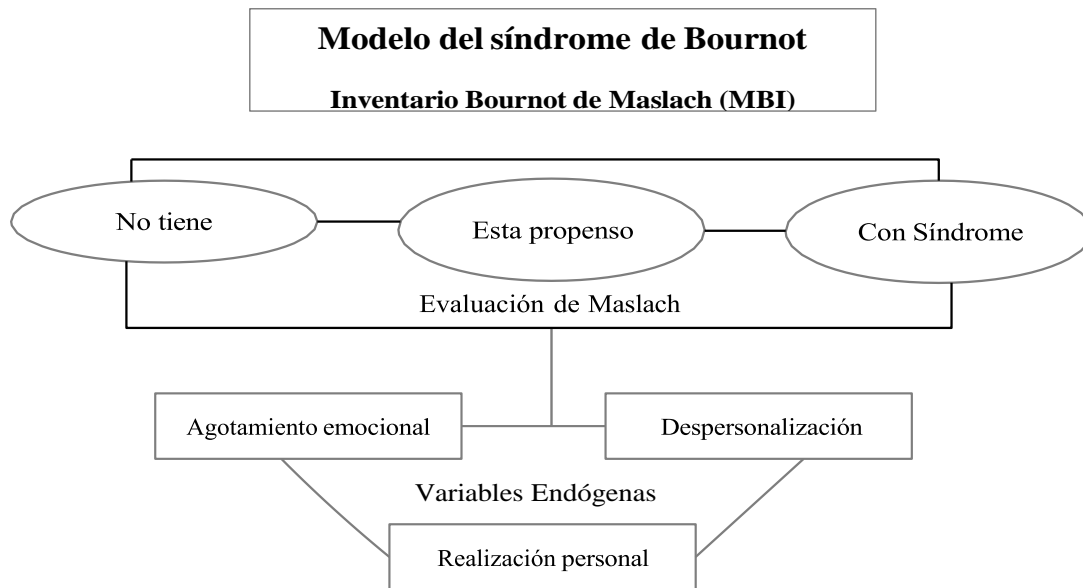 Modelo del síndrome de Bournot
Inventario Bournot de Maslach (MBI)
No tiene
Esta propenso
Con Síndrome
Evaluación de Maslach
Agotamiento emocional
Despersonalización
Variables Endógenas
Realización personal